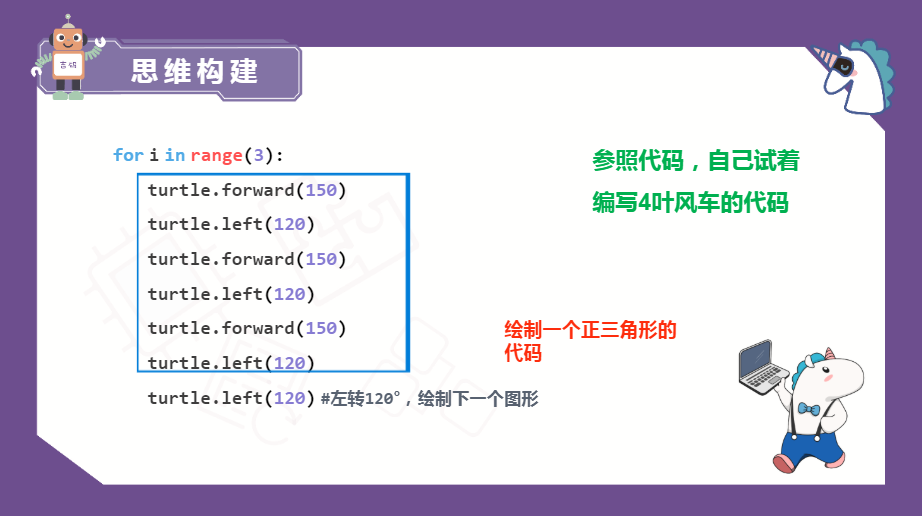 吉呜
思维构建
for i in range(3):
turtle.forward(150)
turtle.left(120)
turtle.forward(150)
turtle.left(120)
turtle.forward(150)
turtle.left(120)
turtle.left(120) #左转120°，绘制下一个图形
参照代码，自己试着
编写4叶风车的代码
绘制一个正三角形的
代码